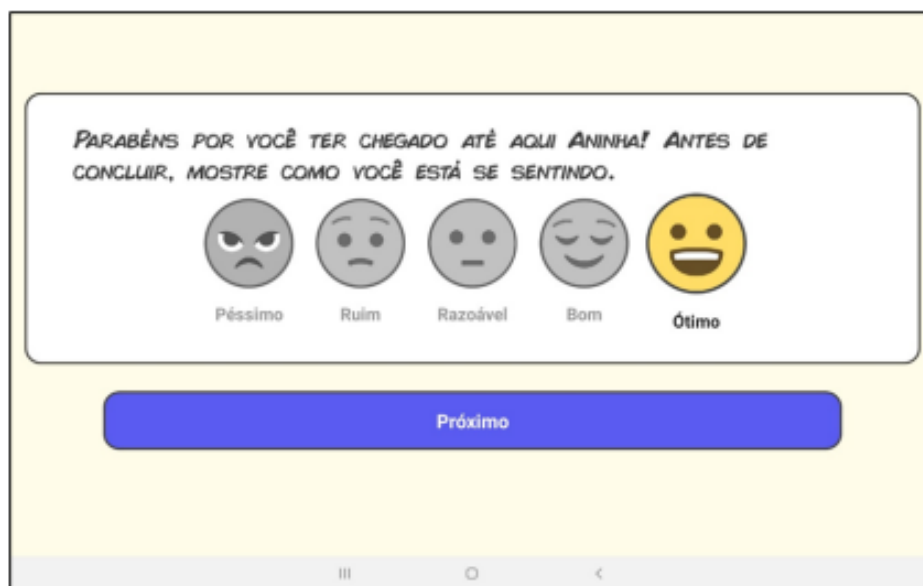 PARABÉNS POR VOCÊ TER CHEGADO ATÉ AQUI ANINHA! ANTES DE
CONCLUIR, MOSTRE COMO VOCÊ ESTÁ SE SENTINDO.
Péssimo Ruim Razoável Bom Ótimo
Próximo